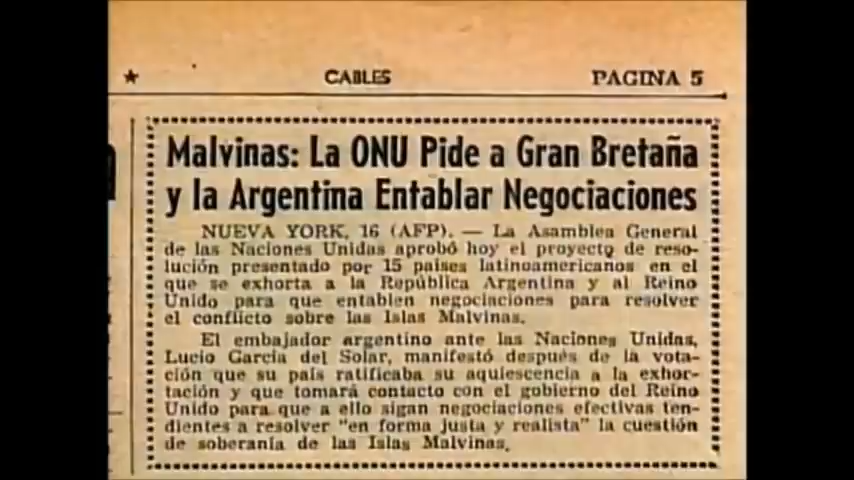 ★ CABLES PAGINA 5
Malvinas: La ONU Pide a Gran Bretaña
y la Argentina Entablar Negociaciones
NUEVA YORK, 16 (AFP). — La Asamblea General
de las Naciones Unidas aprobó hoy el proyecto de reso-
lución presentado por 15 países latinoamericanos en el
que se exhorta a la República Argentina y al Reino
Unido para que entablen negociaciones para resolver
el conflicto sobre las Islas Malvinas.
El embajador argentino ante las Naciones Unidas,
Lucio García del Solar, manifestó después de la vota-
ción que su país ratificaba su aquiescencia a la exhor-
tación y que tomará contacto con el gobierno del Reino
Unido para que a ello sigan negociaciones efectivas ten-
dientes a resolver "en forma justa y realista" la cuestión
de soberanía de las Islas Malvinas.